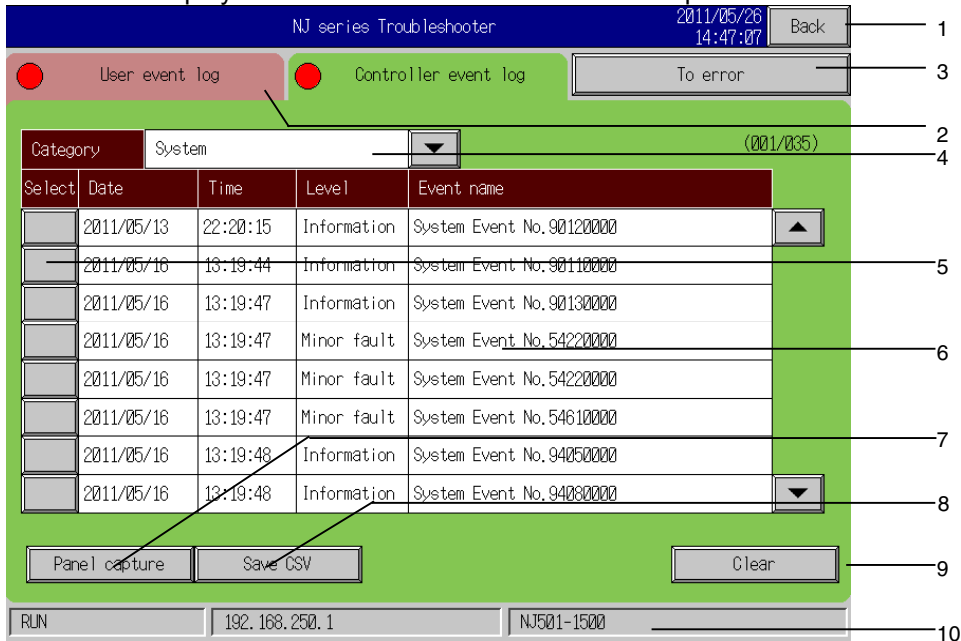 NJ series Troubleshooter 2011/05/26 14:47:07 Back 1
User event log Controller event log To error 3
2
Category System (001/035) 4
Select Date Time Level Event name
2011/05/13 22:20:15 Information System Event No.90120000
2011/05/16 13:19:44 Information System Event No.90110000 5
2011/05/16 13:19:47 Information System Event No.90130000
2011/05/16 13:19:47 Minor fault System Event No.54220000 6
2011/05/16 13:19:47 Minor fault System Event No.54220000
2011/05/16 13:19:47 Minor fault System Event No.54610000
7
2011/05/16 13:19:48 Information System Event No.94050000
2011/05/16 13:19:48 Information System Event No.94080000
8
Panel capture Save CSV Clear 9
RUN 192.168.250.1 NJ501-1500 10